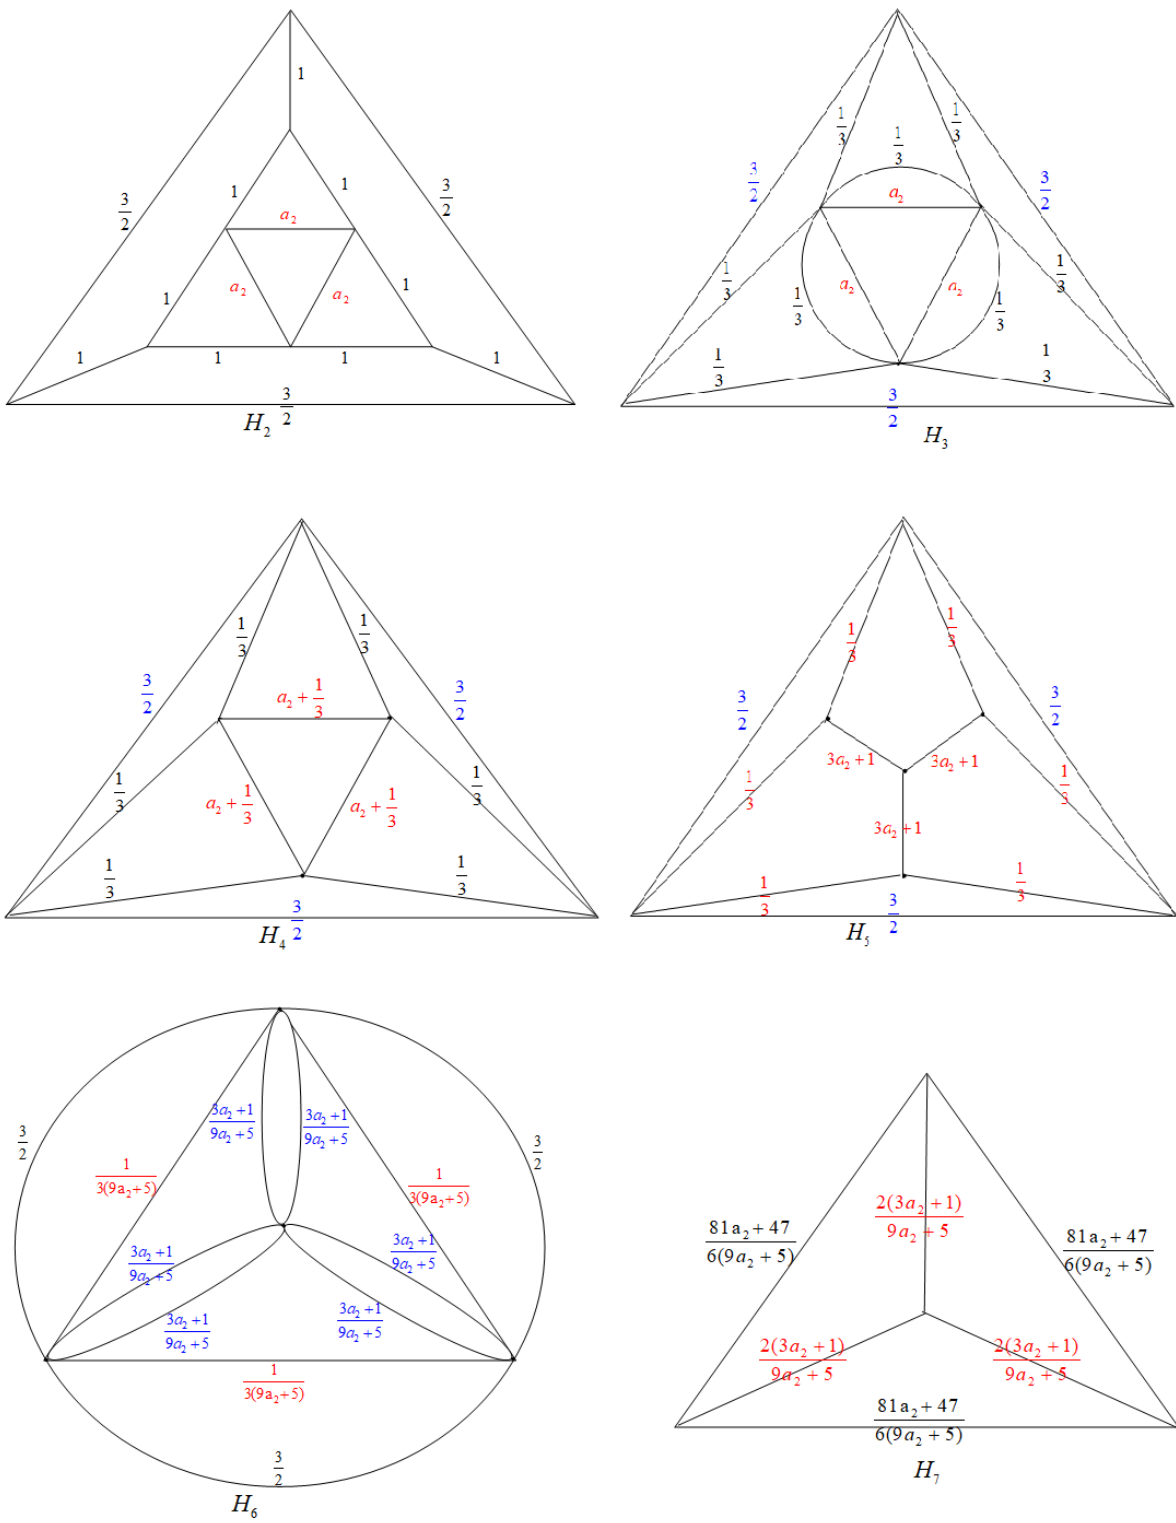 1
3/2
3/2
1
1
a₂
a₂
a₂
1
1
1
1
1
1
3/2
H₂
1/3
1/3
1/3
3/2
3/2
a₂
1/3
1/3
a₂
a₂
1/3
1/3
1/3
1/3
3/2
H₃
1/3
1/3
3/2
3/2
a₂ + 1/3
1/3
1/3
a₂ + 1/3
a₂ + 1/3
1/3
1/3
3/2
H₄
1/3
1/3
3/2
3/2
3a₂ + 1
3a₂ + 1
1/3
1/3
3a₂ + 1
1/3
1/3
3/2
H₅
3/2
3/2
(3a₂ + 1)/(9a₂ + 5)
(3a₂ + 1)/(9a₂ + 5)
1/(3(9a₂+5))
1/(3(9a₂+5))
(3a₂ + 1)/(9a₂ + 5)
(3a₂ + 1)/(9a₂ + 5)
(3a₂ + 1)/(9a₂ + 5)
(3a₂ + 1)/(9a₂ + 5)
1/(3(9a₂+5))
3/2
H₆
2(3a₂ + 1)/(9a₂ + 5)
(81a₂ + 47)/(6(9a₂ + 5))
(81a₂ + 47)/(6(9a₂ + 5))
2(3a₂ + 1)/(9a₂ + 5)
2(3a₂ + 1)/(9a₂ + 5)
(81a₂ + 47)/(6(9a₂ + 5))
H₇